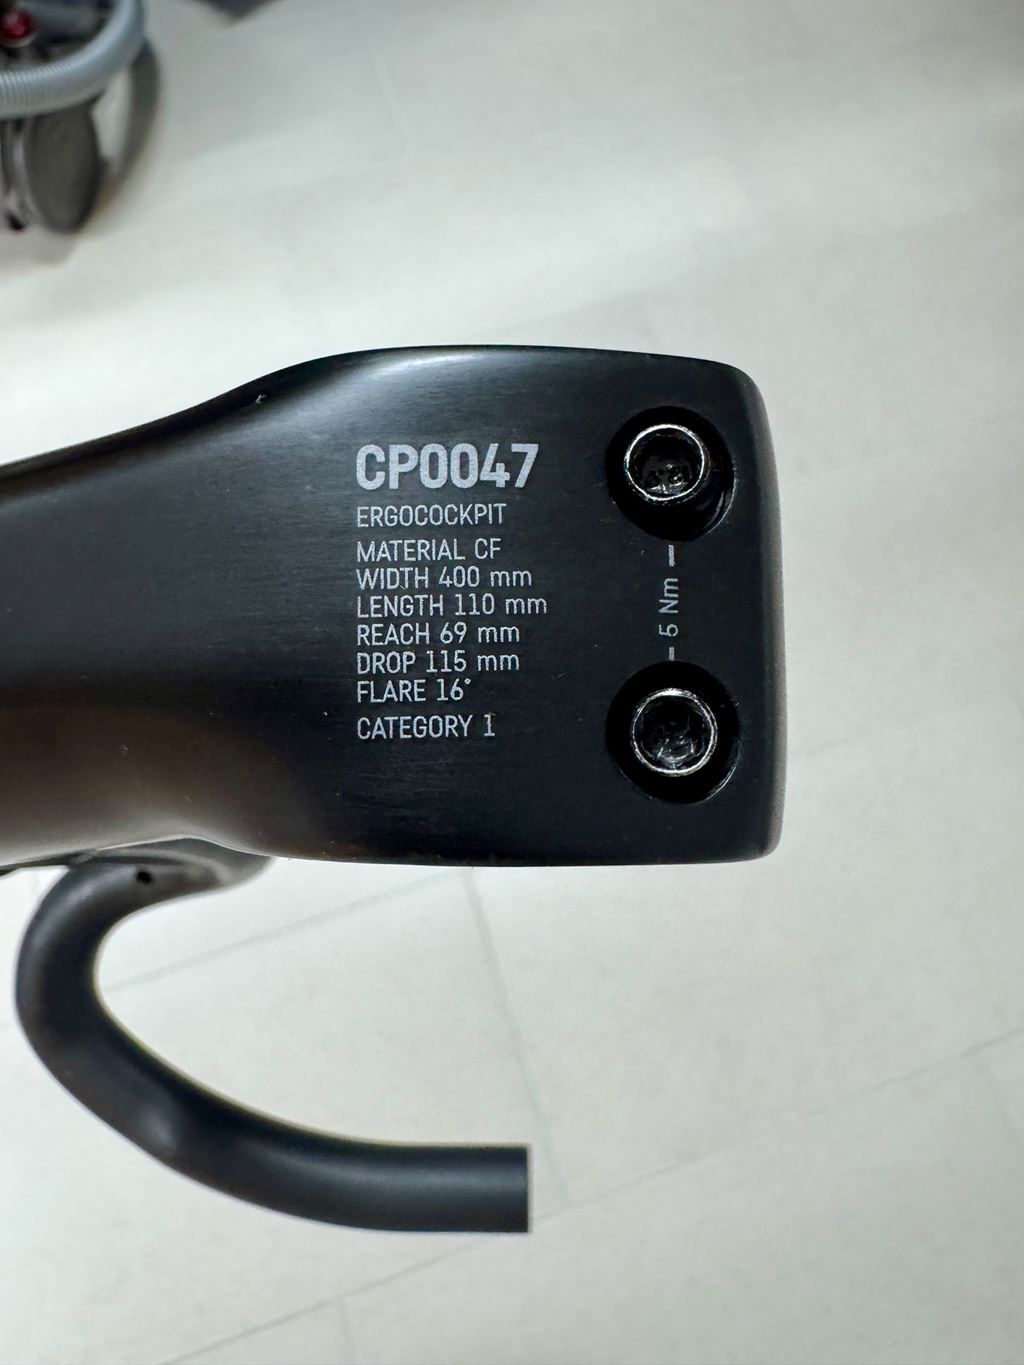 CP0047
ERGOCOCKPIT
MATERIAL CF
WIDTH 400 mm
LENGTH 110 mm
REACH 69 mm
DROP 115 mm
FLARE 16°
CATEGORY 1
– 5 Nm –